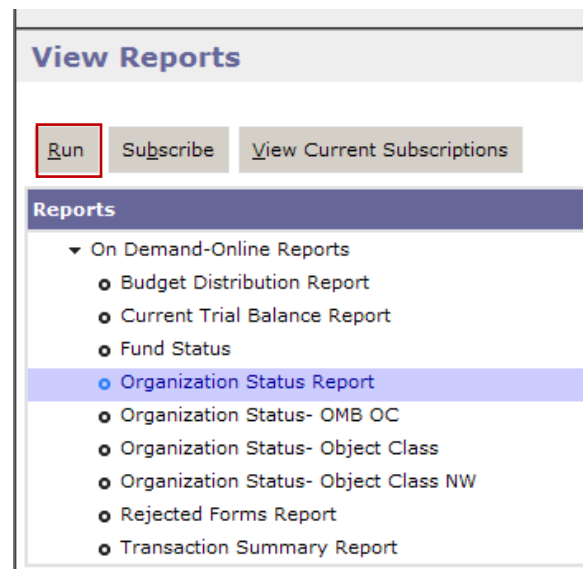 View Reports
Run Subscribe View Current Subscriptions
Reports
On Demand-Online Reports
Budget Distribution Report
Current Trial Balance Report
Fund Status
Organization Status Report
Organization Status- OMB OC
Organization Status- Object Class
Organization Status- Object Class NW
Rejected Forms Report
Transaction Summary Report